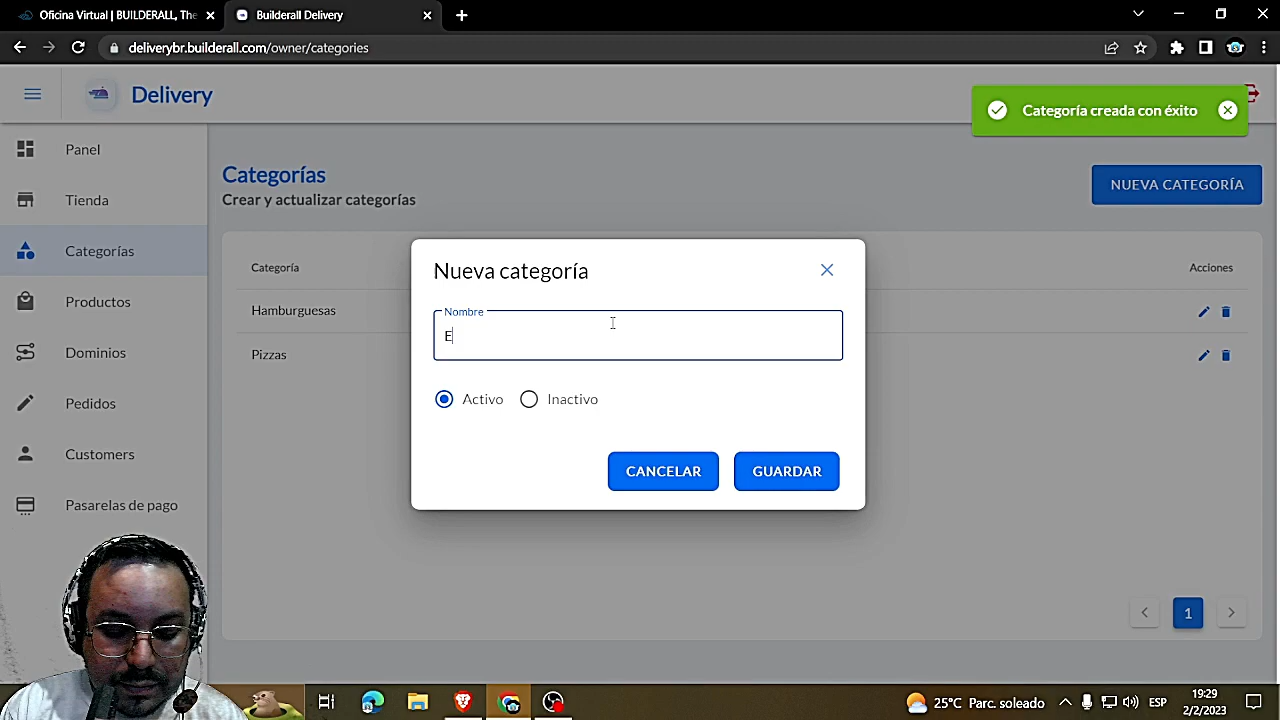 Oficina Virtual | BUILDERALL, The
Builderall Delivery
deliverybr.builderall.com/owner/categories
Delivery
Categoría creada con éxito
Panel
Tienda
Categorías
Productos
Dominios
Pedidos
Customers
Pasarelas de pago
Categorías
Crear y actualizar categorías
NUEVA CATEGORÍA
Categoría
Acciones
Hamburguesas
Pizzas
Nueva categoría
Nombre
E
Activo
Inactivo
CANCELAR
GUARDAR
1
25°C Parc. soleado
ESP
19:29
2/2/2023